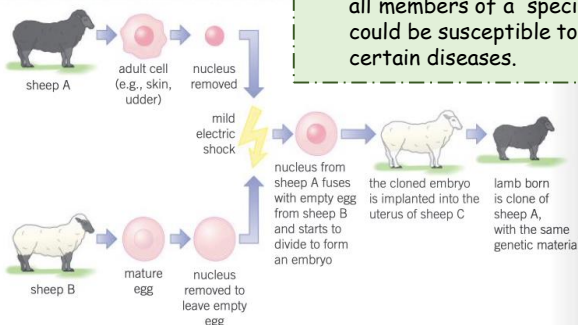 all members of a speci
could be susceptible to
certain diseases.
sheep A
adult cell
(e.g., skin,
udder)
nucleus
removed
mild
electric
shock
nucleus from
sheep A fuses
with empty egg
from sheep B
and starts to
divide to form
an embryo
the cloned embryo
is implanted into the
uterus of sheep C
lamb born
is clone of
sheep A,
with the same
genetic materia
sheep B
mature
egg
nucleus
removed to
leave empty
egg